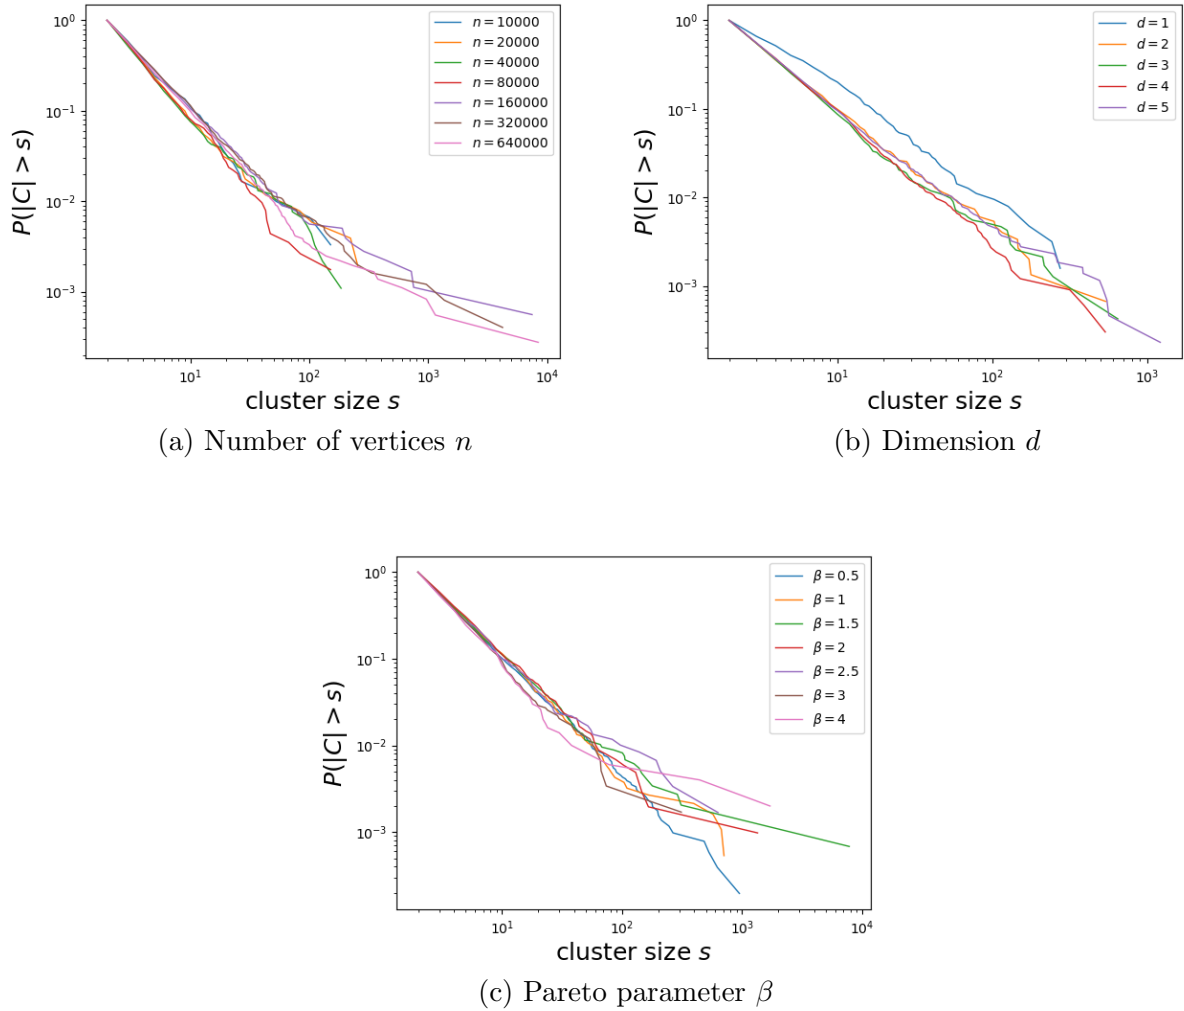 10⁰
10⁻¹
10⁻²
10⁻³
P(|C| > s)
n = 10000
n = 20000
n = 40000
n = 80000
n = 160000
n = 320000
n = 640000
10¹ 10² 10³ 10⁴
cluster size s
(a) Number of vertices n
10⁰
10⁻¹
10⁻²
10⁻³
P(|C| > s)
d = 1
d = 2
d = 3
d = 4
d = 5
10¹ 10² 10³
cluster size s
(b) Dimension d
10⁰
10⁻¹
10⁻²
10⁻³
P(|C| > s)
β = 0.5
β = 1
β = 1.5
β = 2
β = 2.5
β = 3
β = 4
10¹ 10² 10³ 10⁴
cluster size s
(c) Pareto parameter β